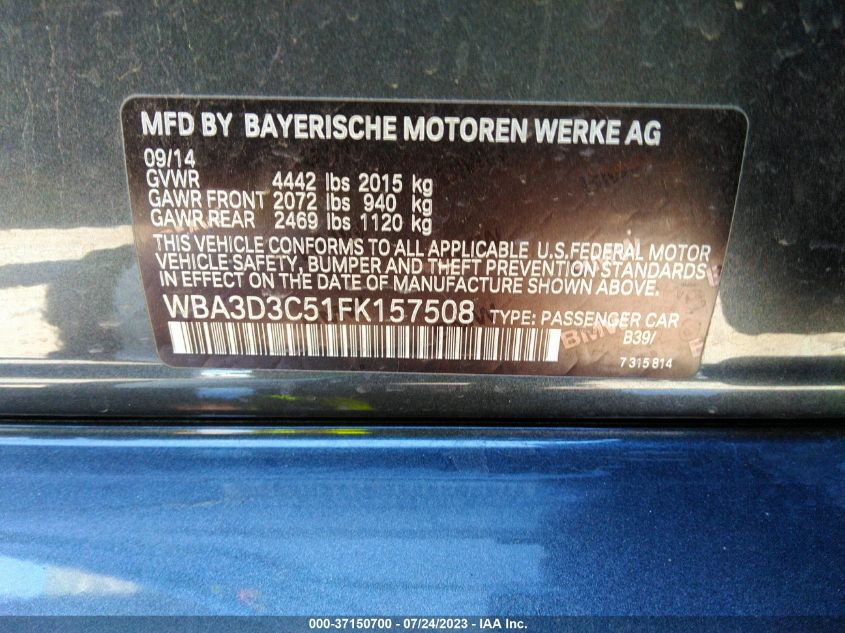 MFD BY BAYERISCHE MOTOREN WERKE AG
09/14
GVWR 4442 lbs 2015 kg
GAWR FRONT 2072 lbs 940 kg
GAWR REAR 2469 lbs 1120 kg
THIS VEHICLE CONFORMS TO ALL APPLICABLE U.S.FEDERAL MOTOR
VEHICLE SAFETY, BUMPER AND THEFT PREVENTION STANDARDS
IN EFFECT ON THE DATE OF MANUFACTURE SHOWN ABOVE.
WBA3D3C51FK157508 TYPE: PASSENGER CAR
B39/
7 315 814
000-37150700 - 07/24/2023 - IAA Inc.